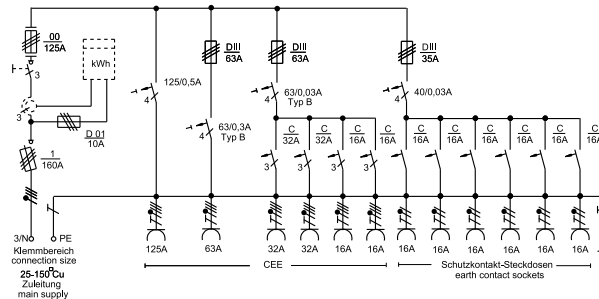 00
125A
kWh
3
3
D 01
10A
1
160A
3/N
PE
Klemmbereich
connection size
25-150 Cu
Zuleitung
main supply
125/0,5A
4
DIII
63A
63/0,3A
4
Typ B
DIII
63A
63/0,03A
4
Typ B
DIII
35A
40/0,03A
4
C
32A
C
32A
C
16A
C
16A
3
3
3
3
C
16A
C
16A
C
16A
C
16A
C
16A
C
16A
125A
63A
32A
32A
16A
16A
16A
16A
16A
16A
16A
16A
CEE
Schutzkontakt-Steckdosen
earth contact sockets